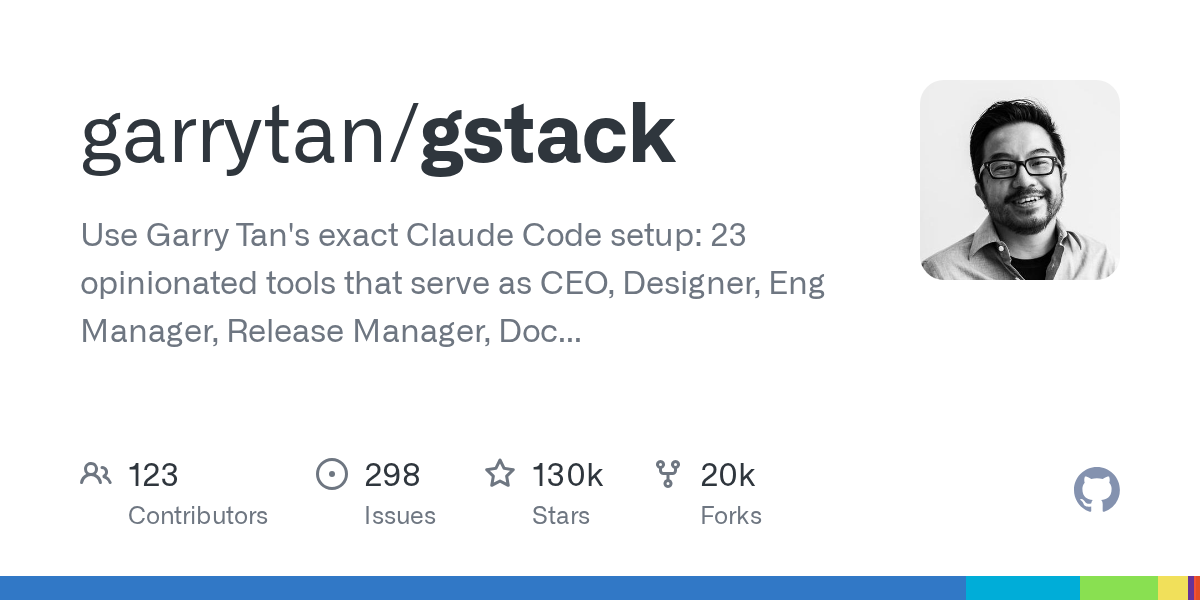 garrytan/gstack
Use Garry Tan's exact Claude Code setup: 23
opinionated tools that serve as CEO, Designer, Eng
Manager, Release Manager, Doc...
123
Contributors
298
Issues
130k
Stars
20k
Forks